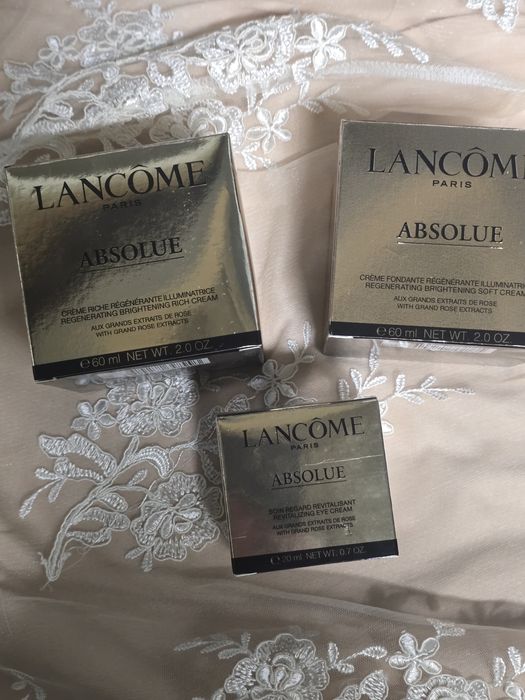 LANCÔME
PARIS
ABSOLUE
CRÈME RICHE RÉGÉNÉRANTE ILLUMINATRICE
REGENERATING BRIGHTENING RICH CREAM
AUX GRANDS EXTRAITS DE ROSE
WITH GRAND ROSE EXTRACTS
℮ 60 ml NET WT. 2.0 OZ.
LANCÔME
PARIS
ABSOLUE
CRÈME FONDANTE RÉGÉNÉRANTE ILLUMINATRICE
REGENERATING BRIGHTENING SOFT CREAM
AUX GRANDS EXTRAITS DE ROSE
WITH GRAND ROSE EXTRACTS
℮ 60 ml NET WT. 2.0 OZ.
LANCÔME
PARIS
ABSOLUE
SOIN REGARD REVITALISANT
REVITALIZING EYE CREAM
AUX GRANDS EXTRAITS DE ROSE
WITH GRAND ROSE EXTRACTS
℮ 20 ml NET WT. 0.7 OZ.